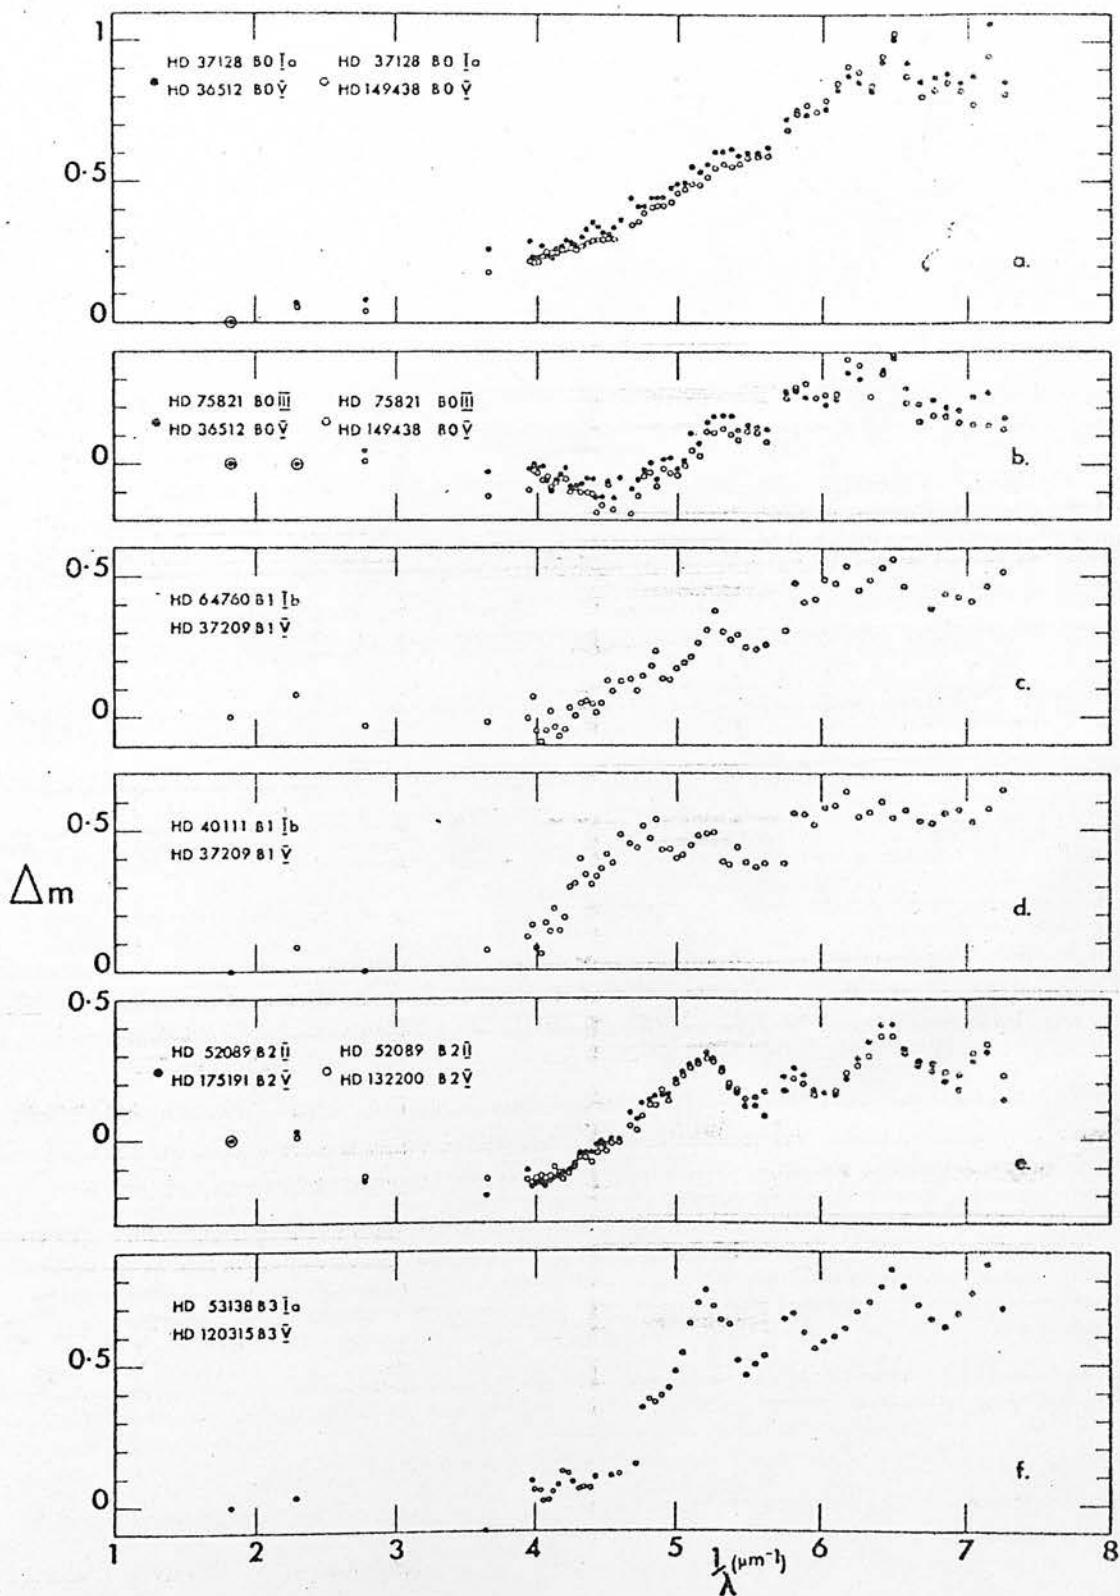 1
HD 37128 B0 Ia HD 37128 B0 Ia
HD 36512 B0 V HD 149438 B0 V
0·5
0
a.
HD 75821 B0 III HD 75821 B0 III
HD 36512 B0 V HD 149438 B0 V
0
b.
0·5
HD 64760 B1 Ib
HD 37209 B1 V
0
c.
HD 40111 B1 Ib
0·5
HD 37209 B1 V
Δm
d.
0
0·5
HD 52089 B2 II HD 52089 B2 II
HD 175191 B2 V HD 132200 B2 V
0
e.
HD 53138 B3 Ia
HD 120315 B3 V
0·5
f.
0
1 2 3 4 5 6 7 8
1/λ (μm⁻¹)